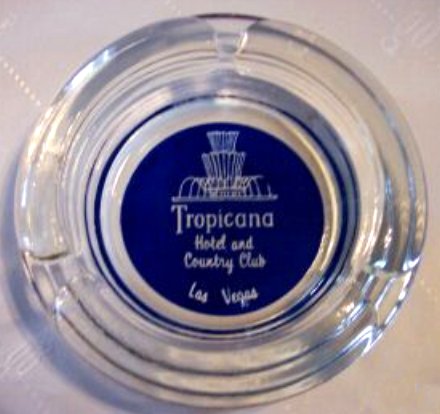 Tropicana
Hotel and
Country Club
Las Vegas